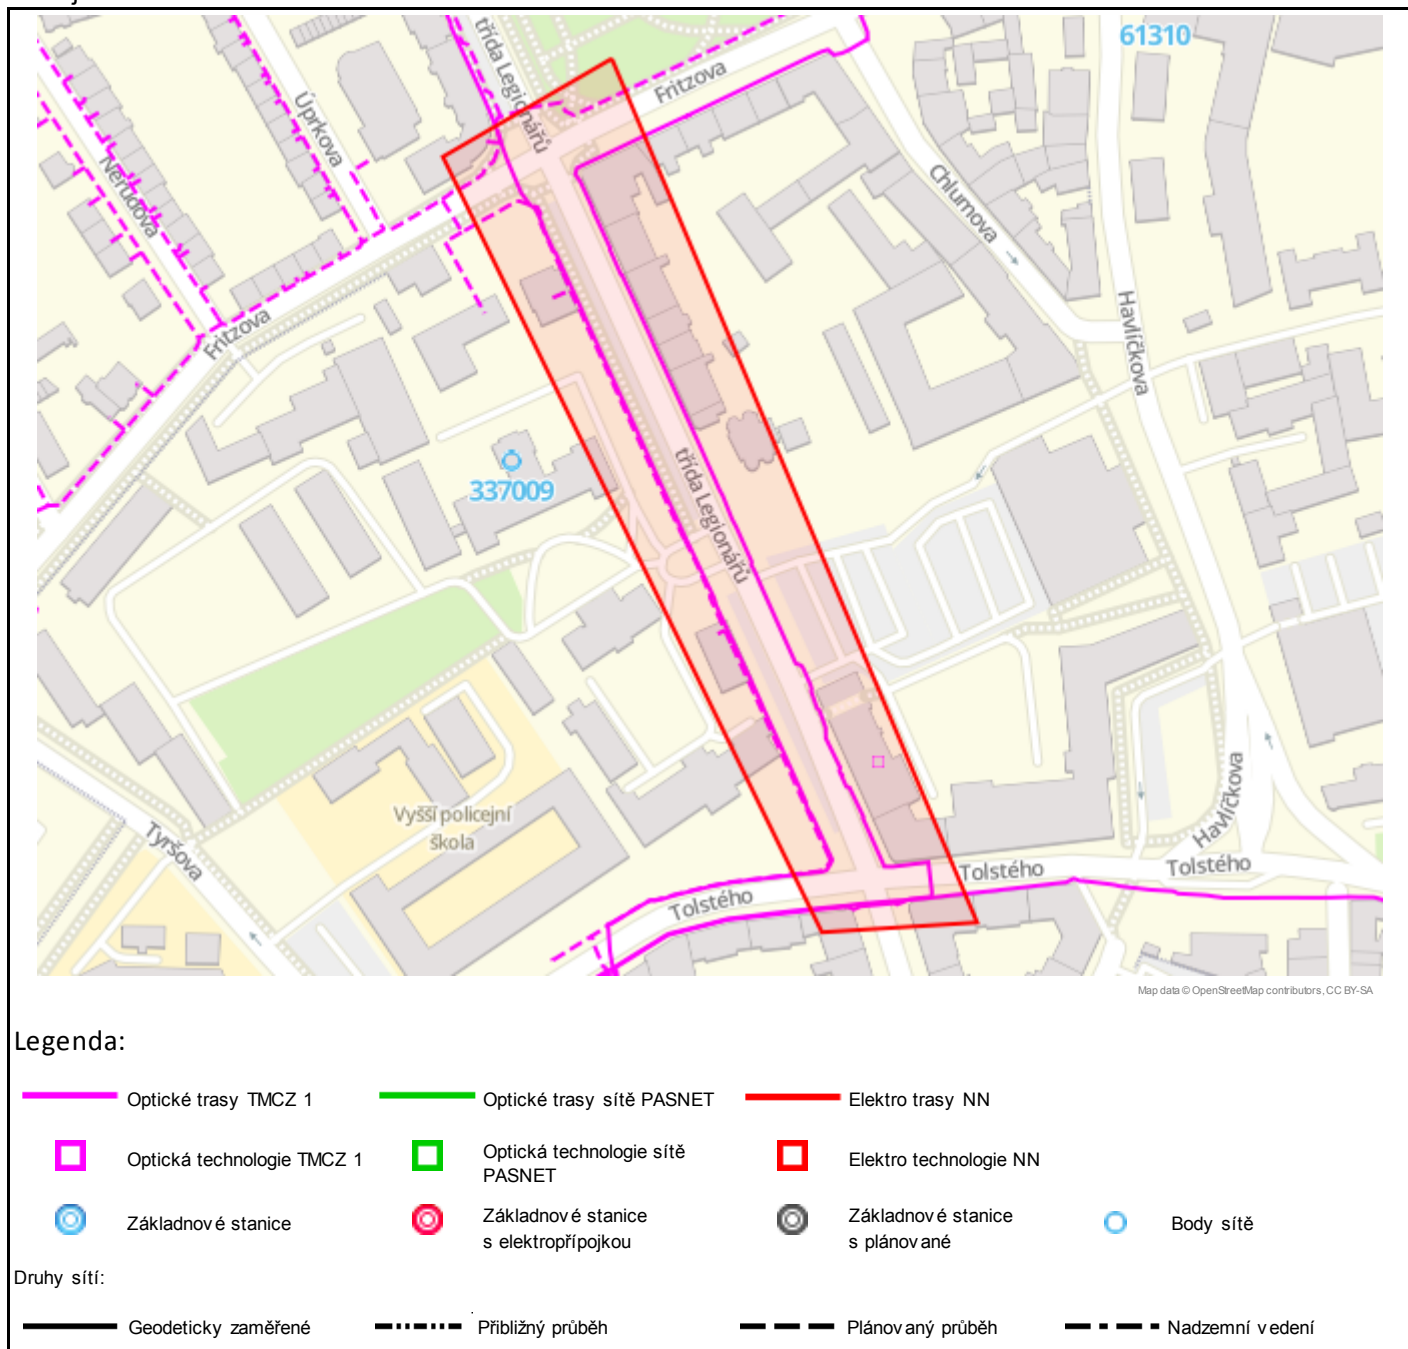 61310
třída Legionářů
Fritzova
Úprkova
Nerudova
Chlumova
Havlíčkova
Fritzova
337009
třída Legionářů
Vyšší policejní
škola
Tyršova
Havlíčkova
Tolstého
Tolstého
Tolstého
Map data © OpenStreetMap contributors, CC BY-SA
Legenda:
Optické trasy TMCZ 1
Optické trasy sítě PASNET
Elektro trasy NN
Optická technologie TMCZ 1
Optická technologie sítě
PASNET
Elektro technologie NN
Základnové stanice
Základnové stanice
s elektropřípojkou
Základnové stanice
s plánované
Body sítě
Druhy sítí:
Geodeticky zaměřené
Přibližný průběh
Plánovaný průběh
Nadzemní vedení